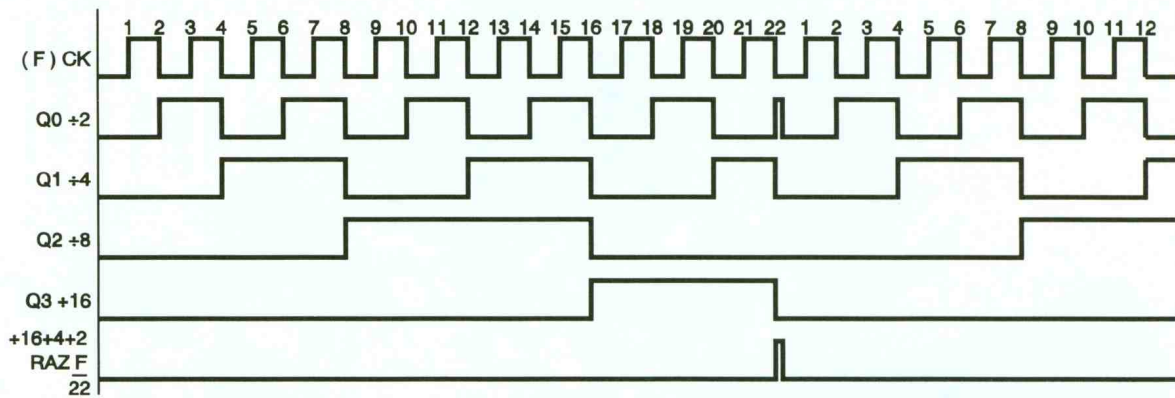 1 2 3 4 5 6 7 8 9 10 11 12 13 14 15 16 17 18 19 20 21 22 1 2 3 4 5 6 7 8 9 10 11 12
( F ) CK
Q0 ÷2
Q1 ÷4
Q2 ÷8
Q3 +16
+16+4+2
RAZ F
22